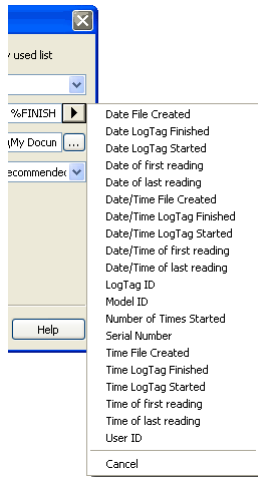 y used list
%FINISH
Date File Created
Date LogTag Finished
\My Docun ...
Date LogTag Started
Date of first reading
ecommende
Date of last reading
Date/Time File Created
Date/Time LogTag Finished
Date/Time LogTag Started
Date/Time of first reading
Date/Time of last reading
LogTag ID
Model ID
Number of Times Started
Help
Serial Number
Time File Created
Time LogTag Finished
Time LogTag Started
Time of first reading
Time of last reading
User ID
Cancel